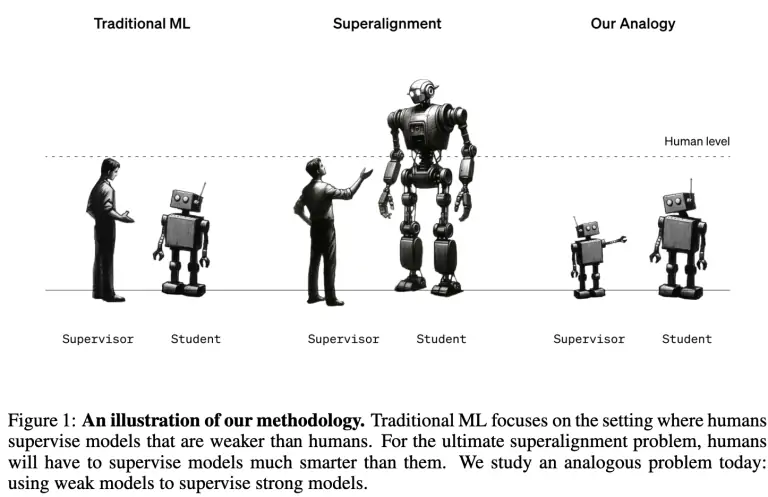 Traditional ML
Superalignment
Our Analogy
Human level
Supervisor
Student
Supervisor
Student
Supervisor
Student
Figure 1: An illustration of our methodology. Traditional ML focuses on the setting where humans
supervise models that are weaker than humans. For the ultimate superalignment problem, humans
will have to supervise models much smarter than them. We study an analogous problem today:
using weak models to supervise strong models.